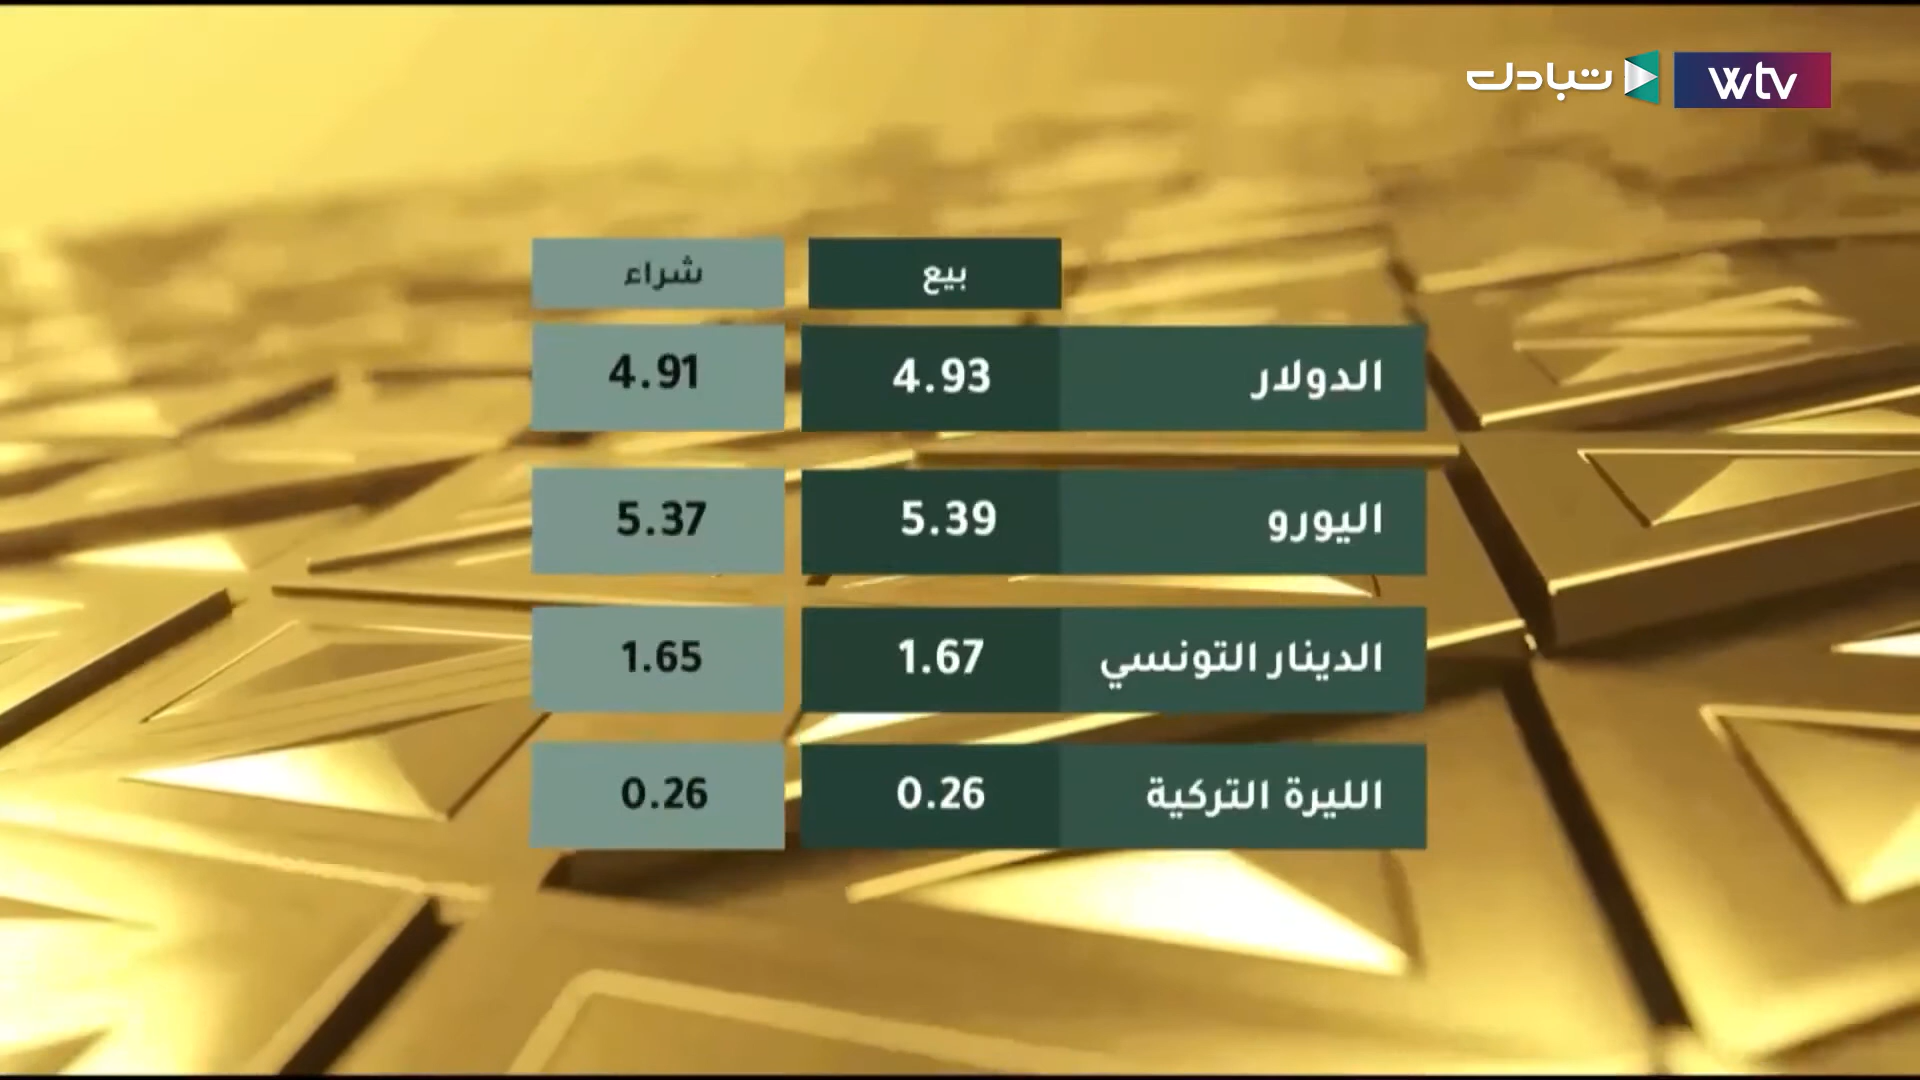 تبادل wtv
بيع شراء
الدولار 4.93 4.91
اليورو 5.39 5.37
الدينار التونسي 1.67 1.65
الليرة التركية 0.26 0.26